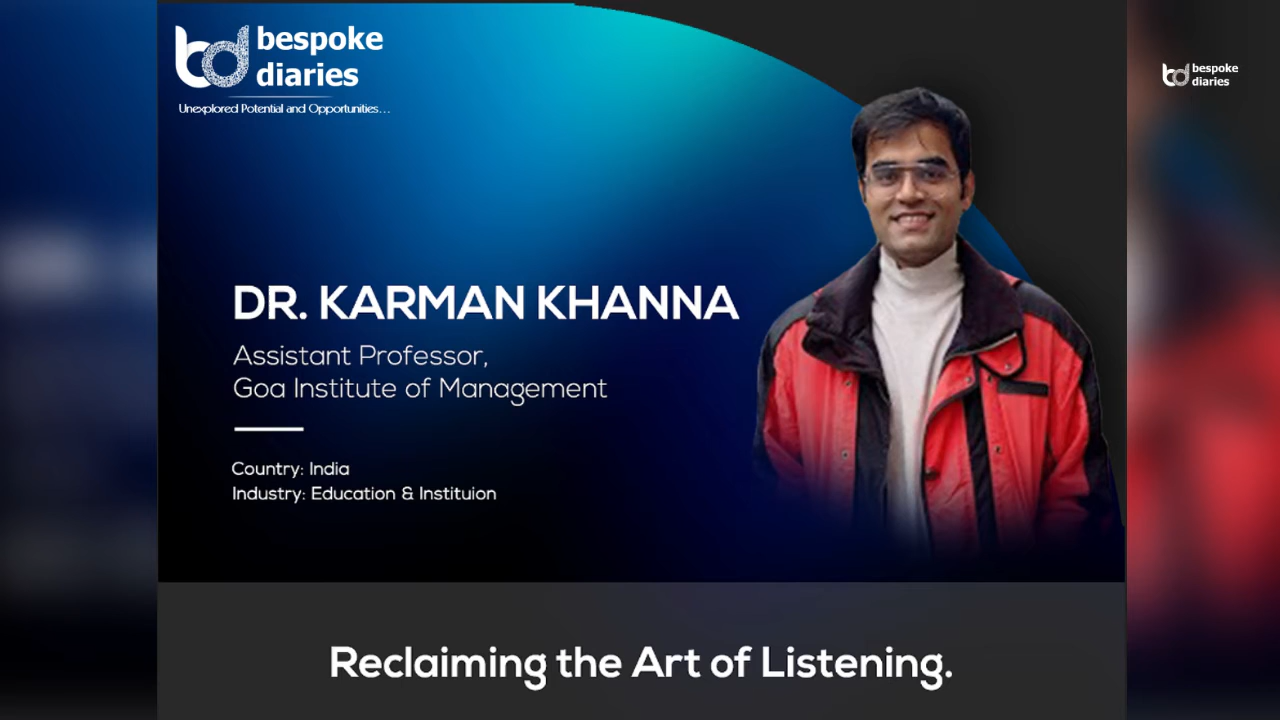 bespoke
diaries
Unexplored Potential and Opportunities...
bespoke
diaries
DR. KARMAN KHANNA
Assistant Professor,
Goa Institute of Management
Country: India
Industry: Education & Instituion
Reclaiming the Art of Listening.